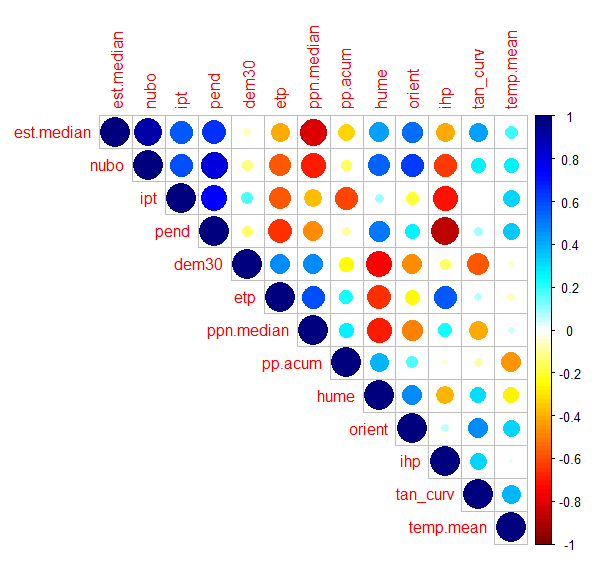 est.median nubo ipt pend dem30 etp ppn.median pp.acum hume orient ihp tan_curv temp.mean
est.median
nubo
ipt
pend
dem30
etp
ppn.median
pp.acum
hume
orient
ihp
tan_curv
temp.mean
1
0.8
0.6
0.4
0.2
0
-0.2
-0.4
-0.6
-0.8
-1